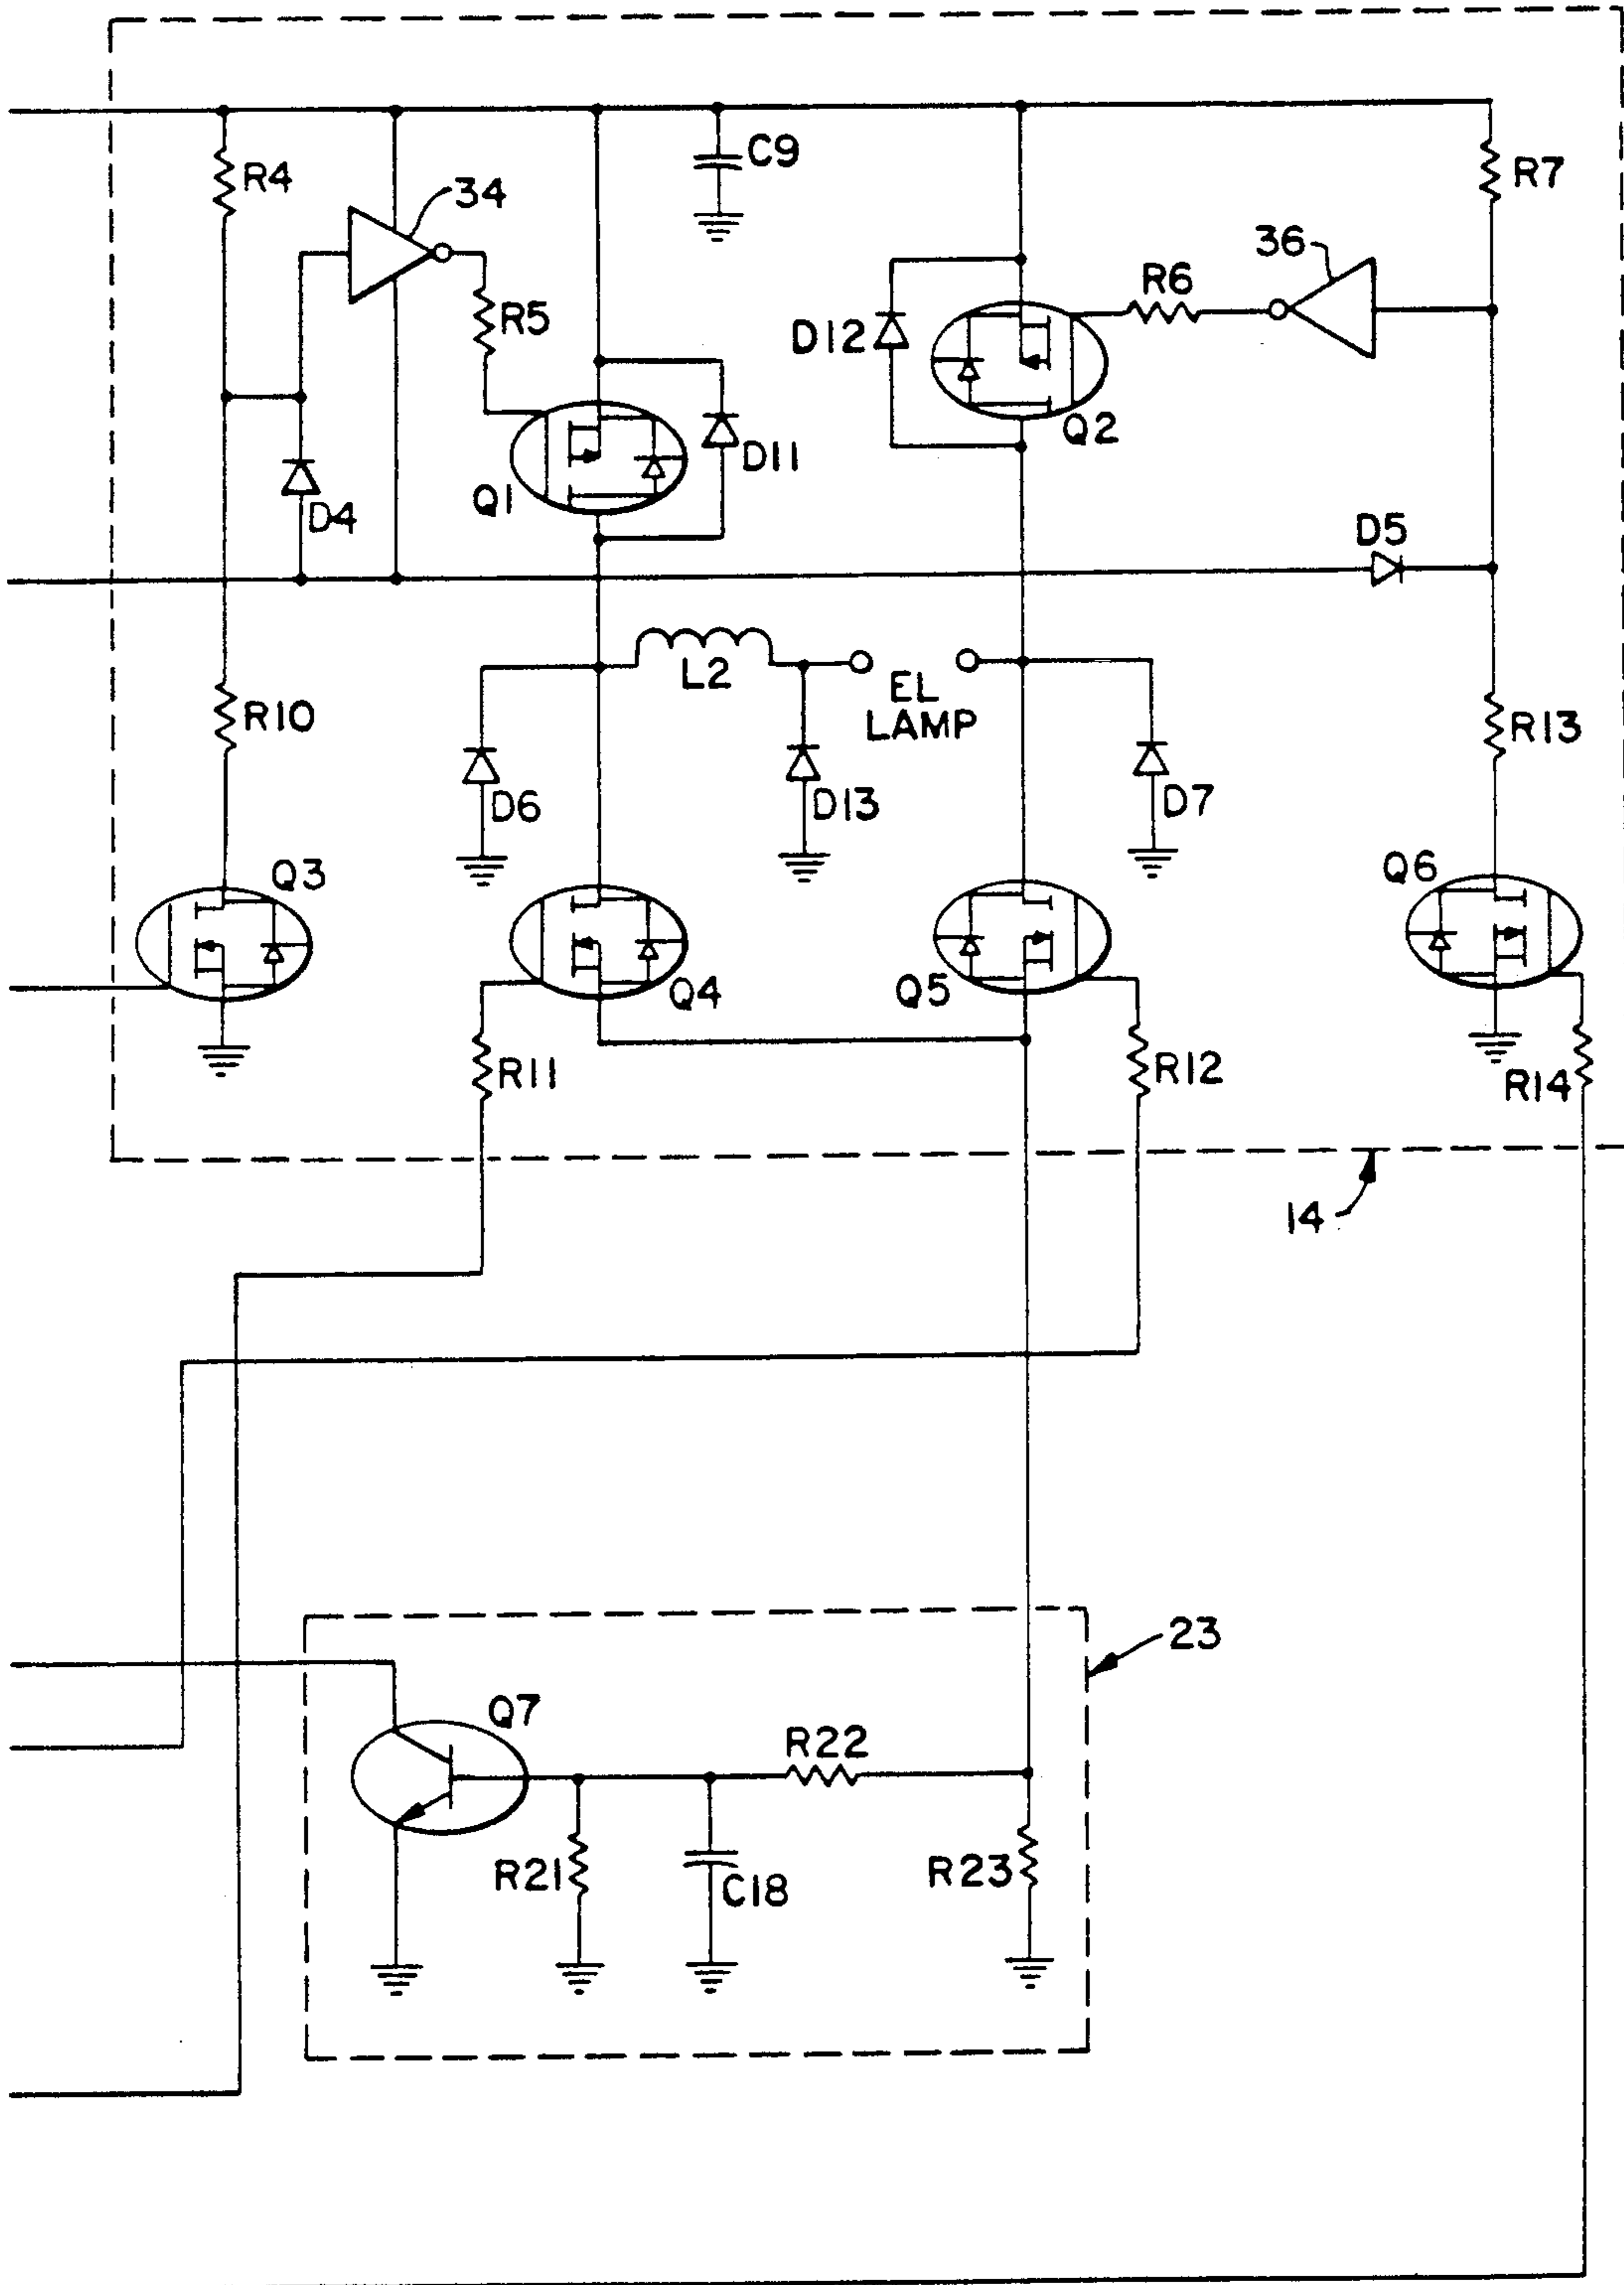 C9
R4
34
R7
36
R6
R5
D12
Q2
D11
Q1
D4
D5
L2
EL
LAMP
R10
R13
D6
D13
D7
Q3
Q6
Q4
Q5
R11
R12
R14
14
23
Q7
R22
R21
C18
R23